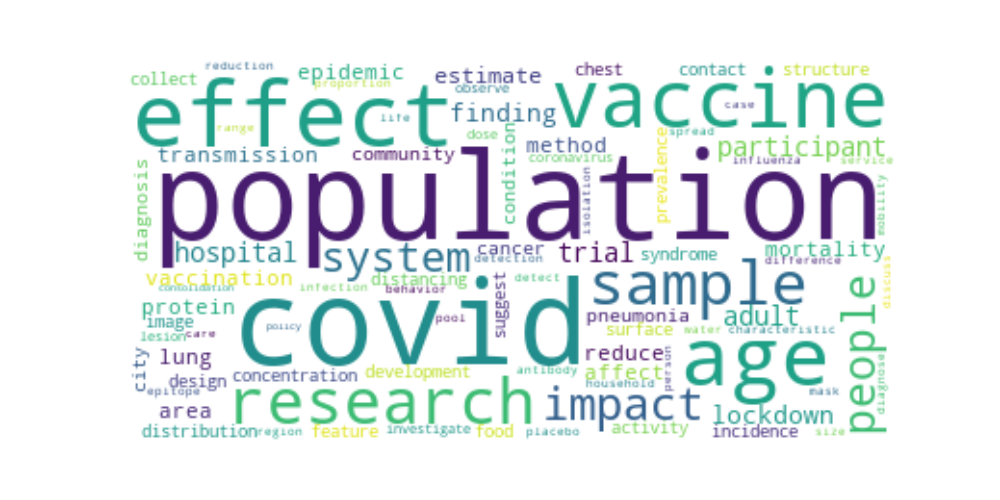 reduction
collect
epidemic
proportion
estimate
chest
contact
structure
effect
observe
vaccine
case
range
life
finding
dose
spread
transmission
community
condition
method
coronavirus
prevalence
participant
influenza
service
diagnosis
population
isolation
mobility
hospital
system
cancer
detection
trial
syndrome
mortality
difference
vaccination
consolidation
infection
distancing
behavior
suggest
detect
sample
discuss
protein
covid
pool
policy
pneumonia
adult
people
image
lesion
care
surface
water
characteristic
city
lung
reduce
age
design
concentration
development
antibody
affect
person
household
epitope
mask
diagnose
area
research
impact
lockdown
distribution
region
feature
investigate
food
placebo
activity
incidence
size